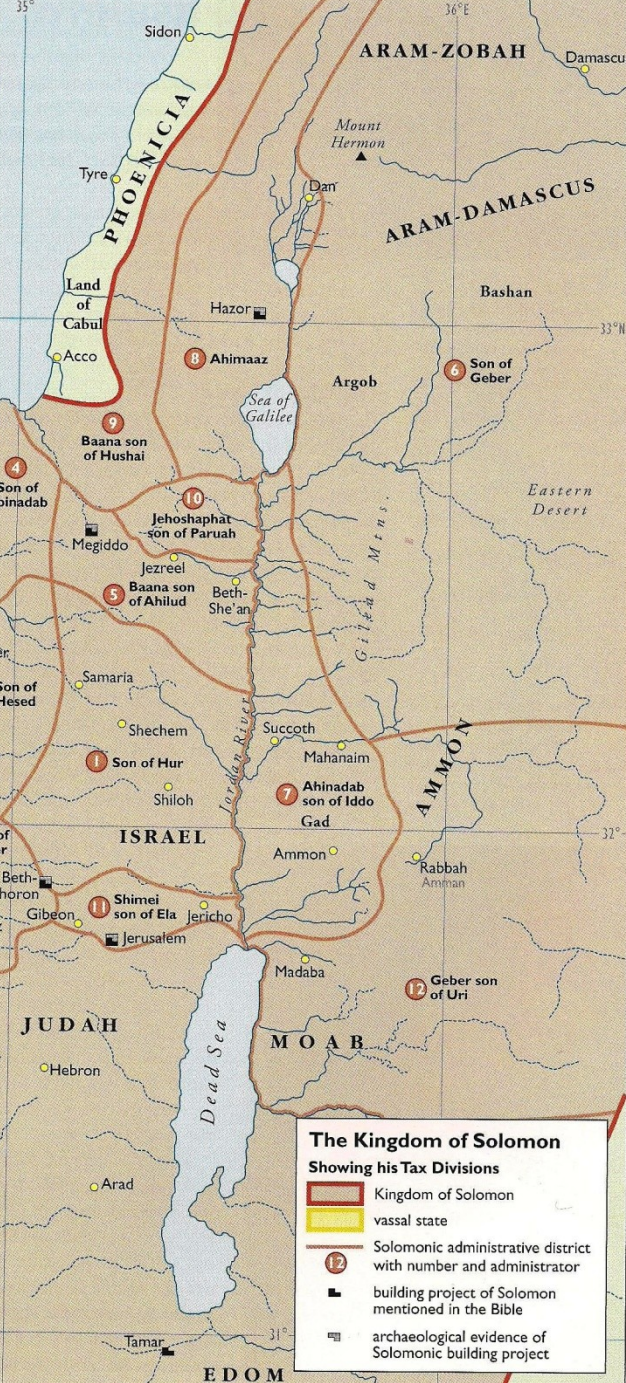 35°
36°E
Sidon
ARAM-ZOBAH
Damascu
Mount
Hermon
PHOENICIA
Tyre
Dan
ARAM-DAMASCUS
Land
of
Cabul
Bashan
Hazor
33°N
Acco
8 Ahimaaz
Argob
6 Son of
Geber
Sea of
Galilee
9
Baana son
of Hushai
4
Son of
binadab
10
Jehoshaphat
son of Paruah
Eastern
Desert
Megiddo
Gilead Mtns.
Jezreel
5 Baana son
of Ahilud
Beth-
She'an
er
Son of
Hesed
Samaria
Shechem
Jordan River
Succoth
Mahanaim
AMMON
1 Son of Hur
Shiloh
7 Ahinadab
son of Iddo
Gad
ISRAEL
32°
of
r
Ammon
Rabbah
Amman
Beth-
horon
11 Shimei
son of Ela
Gibeon
Jericho
Jerusalem
Madaba
12 Geber son
of Uri
JUDAH
MOAB
Dead Sea
Hebron
Arad
The Kingdom of Solomon
Showing his Tax Divisions
Kingdom of Solomon
vassal state
Solomonic administrative district
12 with number and administrator
building project of Solomon
mentioned in the Bible
archaeological evidence of
Solomonic building project
31°
Tamar
EDOM